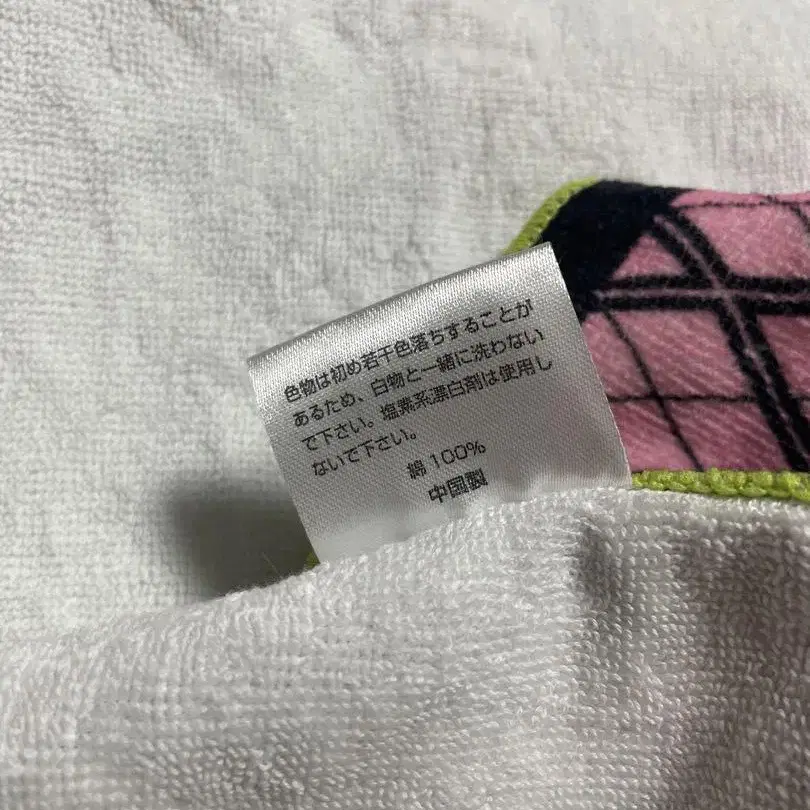 色物は初め若干色落ちすることが
あるため、白物と一緒に洗わない
で下さい。塩素系漂白剤は使用し
ないで下さい。
綿 100%
中国製